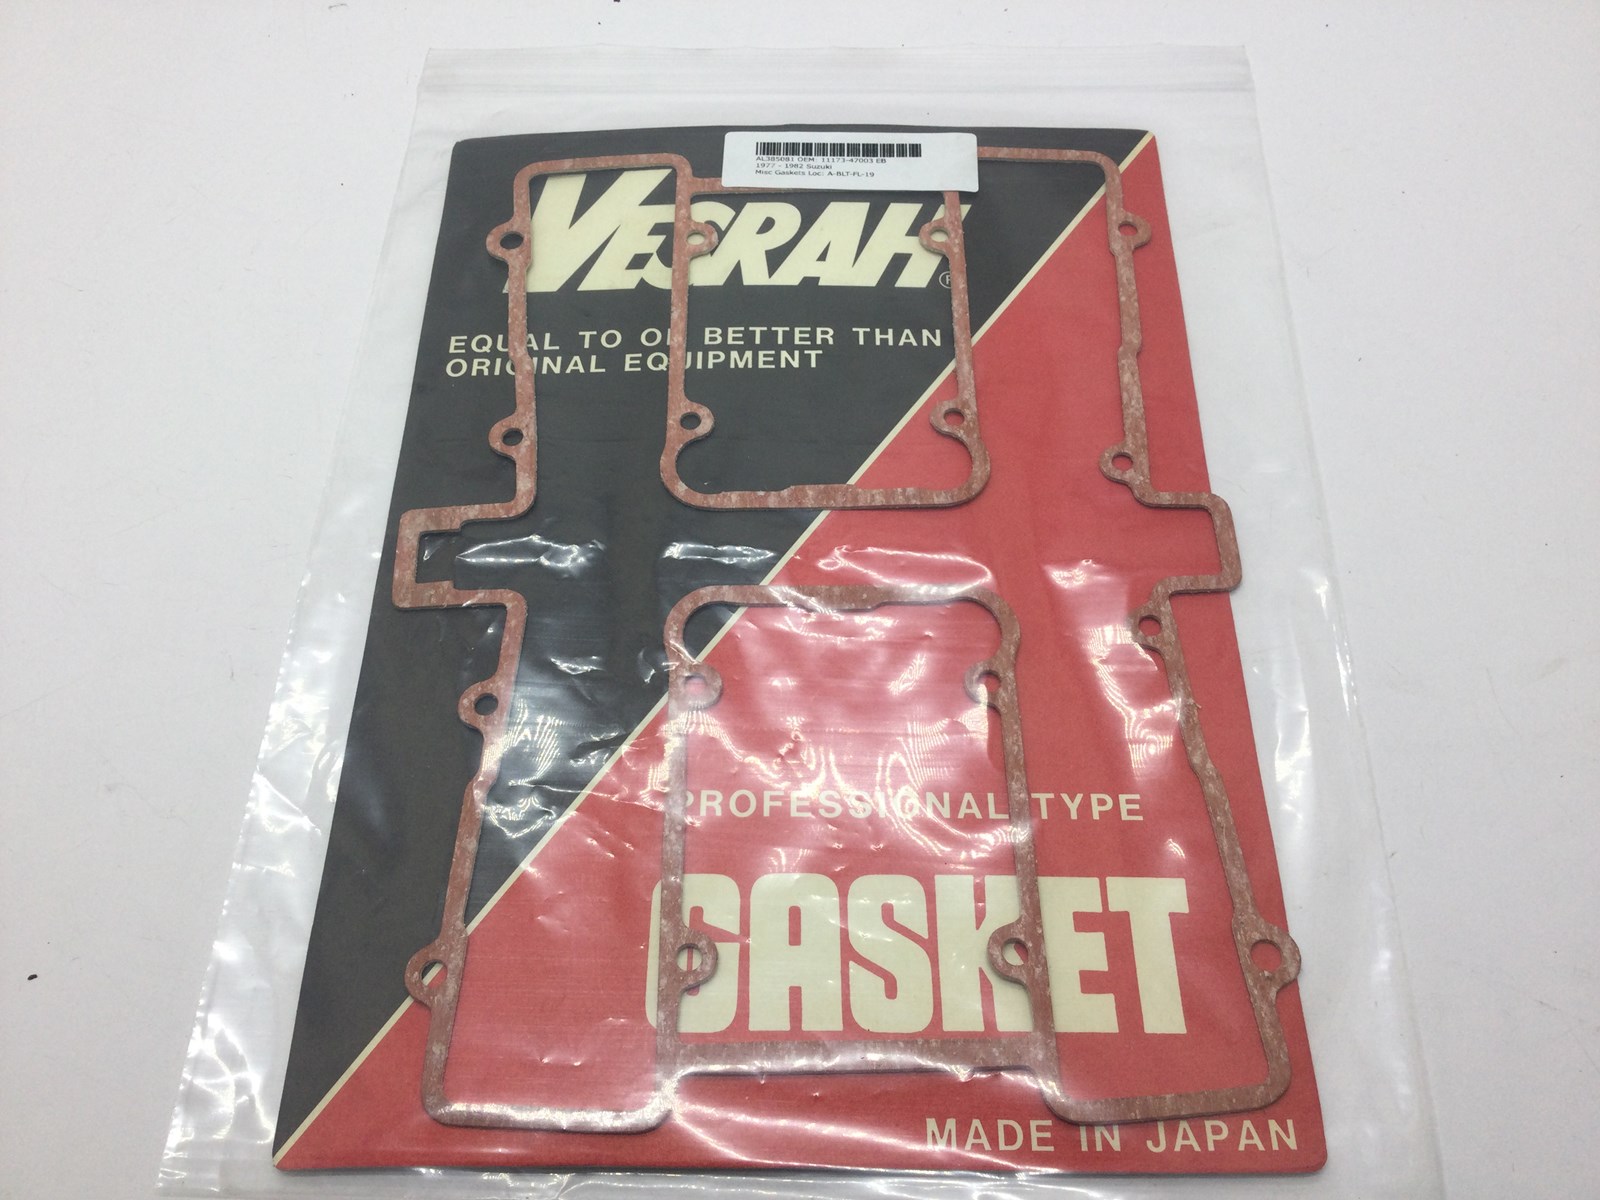 AL385081 OEM: 11173-47003 EB
1977 - 1982 Suzuki
Misc Gaskets Loc: A-BLT-FL-19
VESRAH
®
EQUAL TO OR BETTER THAN
ORIGINAL EQUIPMENT
PROFESSIONAL TYPE
GASKET
MADE IN JAPAN